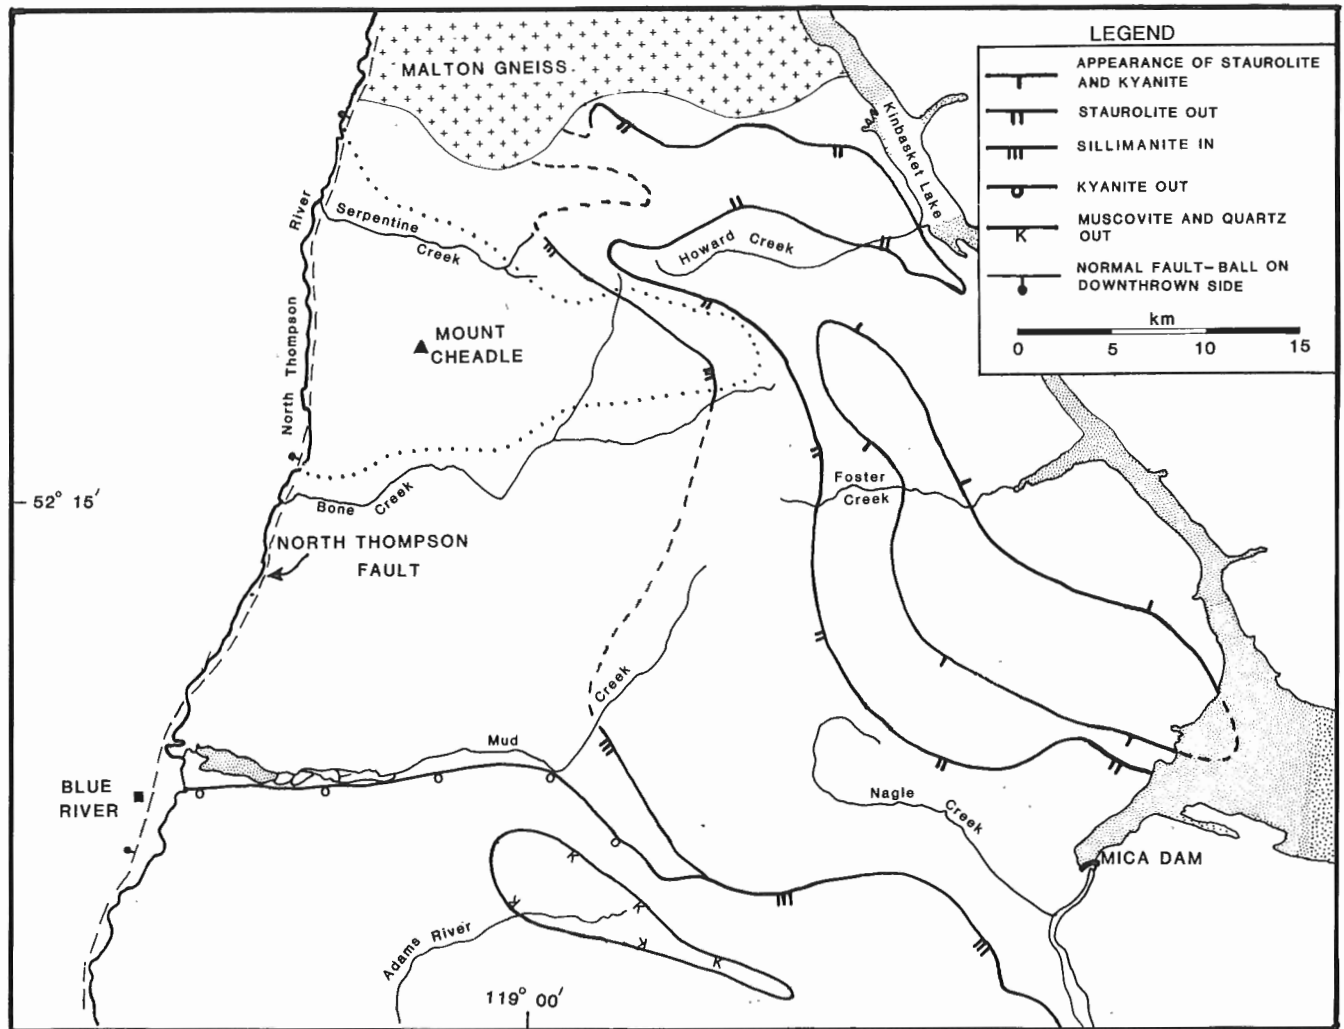 LEGEND
APPEARANCE OF STAUROLITE
AND KYANITE
STAUROLITE OUT
SILLIMANITE IN
KYANITE OUT
MUSCOVITE AND QUARTZ
OUT
K
NORMAL FAULT-BALL ON
DOWNTHROWN SIDE
km
0 5 10 15
MALTON GNEISS
Kinbasket Lake
North Thompson River
Serpentine
Creek
Howard Creek
MOUNT
CHEADLE
Foster
Creek
52° 15'
Bone Creek
NORTH THOMPSON
FAULT
Mud Creek
BLUE
RIVER
Nagle Creek
MICA DAM
K
K
K
K
K
Adams River
119° 00'